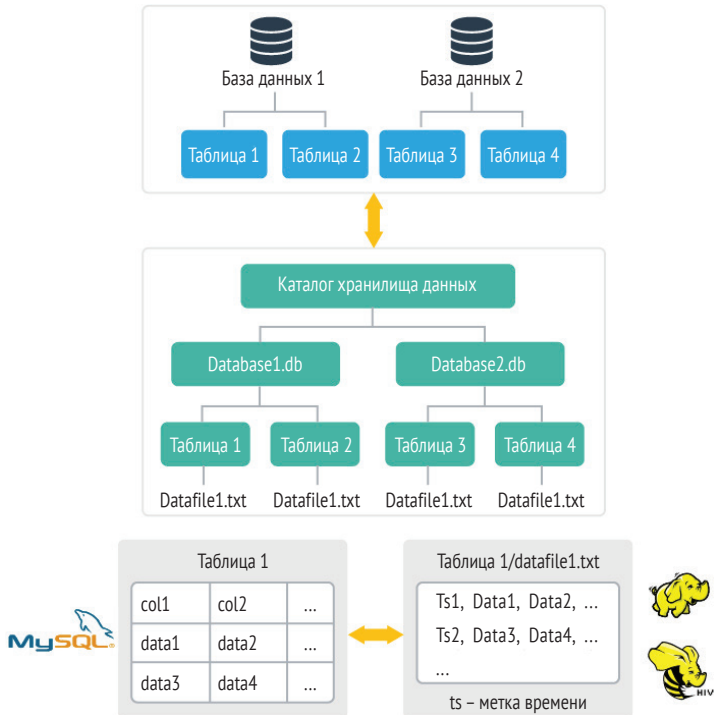 База данных 1
База данных 2
Таблица 1
Таблица 2
Таблица 3
Таблица 4
Каталог хранилища данных
Database1.db
Database2.db
Таблица 1
Таблица 2
Таблица 3
Таблица 4
Datafile1.txt
Datafile1.txt
Datafile1.txt
Datafile1.txt
Таблица 1
col1 col2 ...
data1 data2 ...
data3 data4 ...
MySQL
Таблица 1/datafile1.txt
Ts1, Data1, Data2, ...
Ts2, Data3, Data4, ...
...
ts – метка времени
HIV